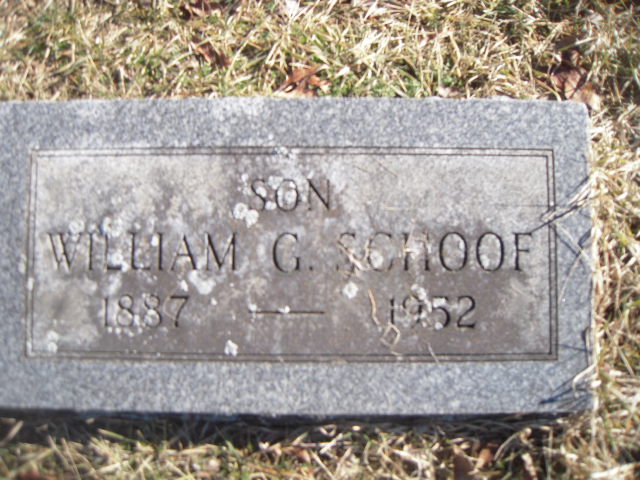 SON
WILLIAM G. SCHOOF
1887 — 1952